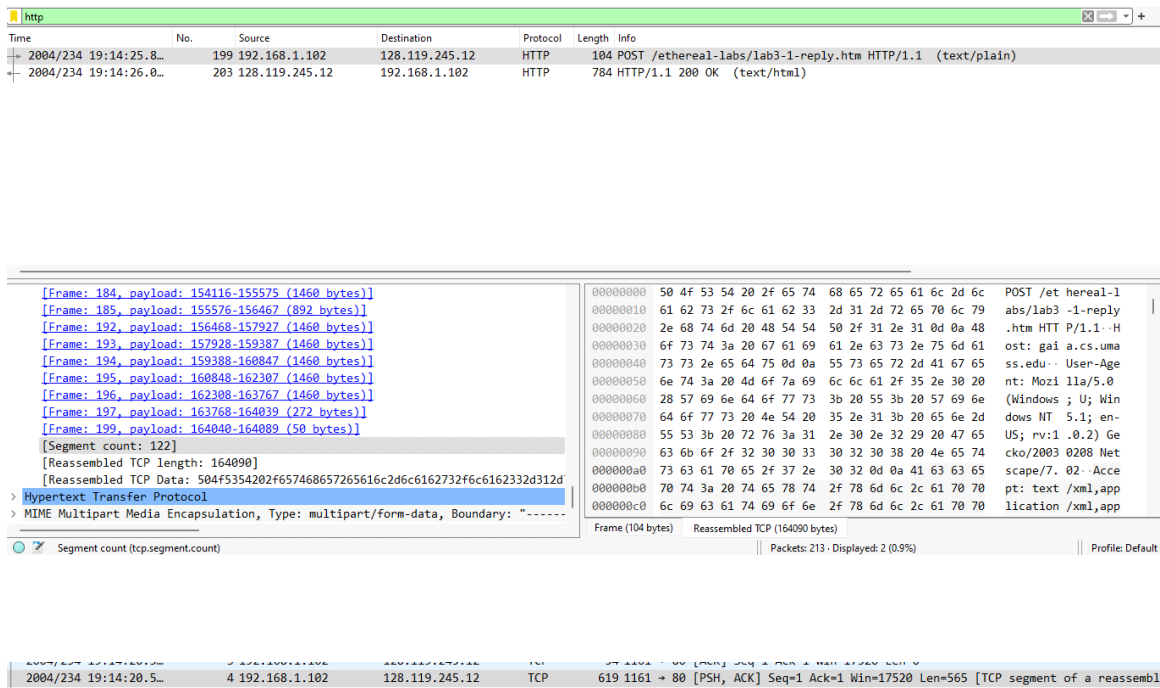 http
+
Time No. Source Destination Protocol Length Info
2004/234 19:14:25.8… 199 192.168.1.102 128.119.245.12 HTTP 104 POST /ethereal-labs/lab3-1-reply.htm HTTP/1.1 (text/plain)
2004/234 19:14:26.0… 203 128.119.245.12 192.168.1.102 HTTP 784 HTTP/1.1 200 OK (text/html)
[Frame: 184, payload: 154116-155575 (1460 bytes)]
[Frame: 185, payload: 155576-156467 (892 bytes)]
[Frame: 192, payload: 156468-157927 (1460 bytes)]
[Frame: 193, payload: 157928-159387 (1460 bytes)]
[Frame: 194, payload: 159388-160847 (1460 bytes)]
[Frame: 195, payload: 160848-162307 (1460 bytes)]
[Frame: 196, payload: 162308-163767 (1460 bytes)]
[Frame: 197, payload: 163768-164039 (272 bytes)]
[Frame: 199, payload: 164040-164089 (50 bytes)]
[Segment count: 122]
[Reassembled TCP length: 164090]
[Reassembled TCP Data: 504f5354202f657468657265616c2d6c6162732f6c6162332d312d
> Hypertext Transfer Protocol
> MIME Multipart Media Encapsulation, Type: multipart/form-data, Boundary: "------
00000000 50 4f 53 54 20 2f 65 74 68 65 72 65 61 6c 2d 6c POST /et hereal-l
00000010 61 62 73 2f 6c 61 62 33 2d 31 2d 72 65 70 6c 79 abs/lab3 -1-reply
00000020 2e 68 74 6d 20 48 54 54 50 2f 31 2e 31 0d 0a 48 .htm HTT P/1.1··H
00000030 6f 73 74 3a 20 67 61 69 61 2e 63 73 2e 75 6d 61 ost: gai a.cs.uma
00000040 73 73 2e 65 64 75 0d 0a 55 73 65 72 2d 41 67 65 ss.edu·· User-Age
00000050 6e 74 3a 20 4d 6f 7a 69 6c 6c 61 2f 35 2e 30 20 nt: Mozi lla/5.0
00000060 28 57 69 6e 64 6f 77 73 3b 20 55 3b 20 57 69 6e (Windows ; U; Win
00000070 64 6f 77 73 20 4e 54 20 35 2e 31 3b 20 65 6e 2d dows NT 5.1; en-
00000080 55 53 3b 20 72 76 3a 31 2e 30 2e 32 29 20 47 65 US; rv:1 .0.2) Ge
00000090 63 6b 6f 2f 32 30 30 33 30 32 30 38 20 4e 65 74 cko/2003 0208 Net
000000a0 73 63 61 70 65 2f 37 2e 30 32 0d 0a 41 63 63 65 scape/7. 02··Acce
000000b0 70 74 3a 20 74 65 78 74 2f 78 6d 6c 2c 61 70 70 pt: text /xml,app
000000c0 6c 69 63 61 74 69 6f 6e 2f 78 6d 6c 2c 61 70 70 lication /xml,app
Frame (104 bytes) Reassembled TCP (164090 bytes)
Segment count (tcp.segment.count) Packets: 213 · Displayed: 2 (0.9%) Profile: Default
2004/234 19:14:20.5… 4 192.168.1.102 128.119.245.12 TCP 619 1161 → 80 [PSH, ACK] Seq=1 Ack=1 Win=17520 Len=565 [TCP segment of a reassembl